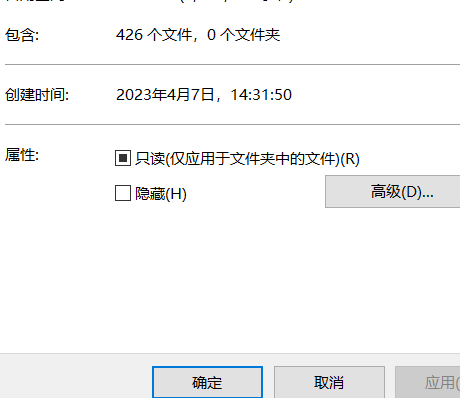 包含:
426 个文件，0 个文件夹
创建时间:
2023年4月7日，14:31:50
属性:
只读(仅应用于文件夹中的文件)(R)
隐藏(H)
高级(D)...
确定
取消
应用(